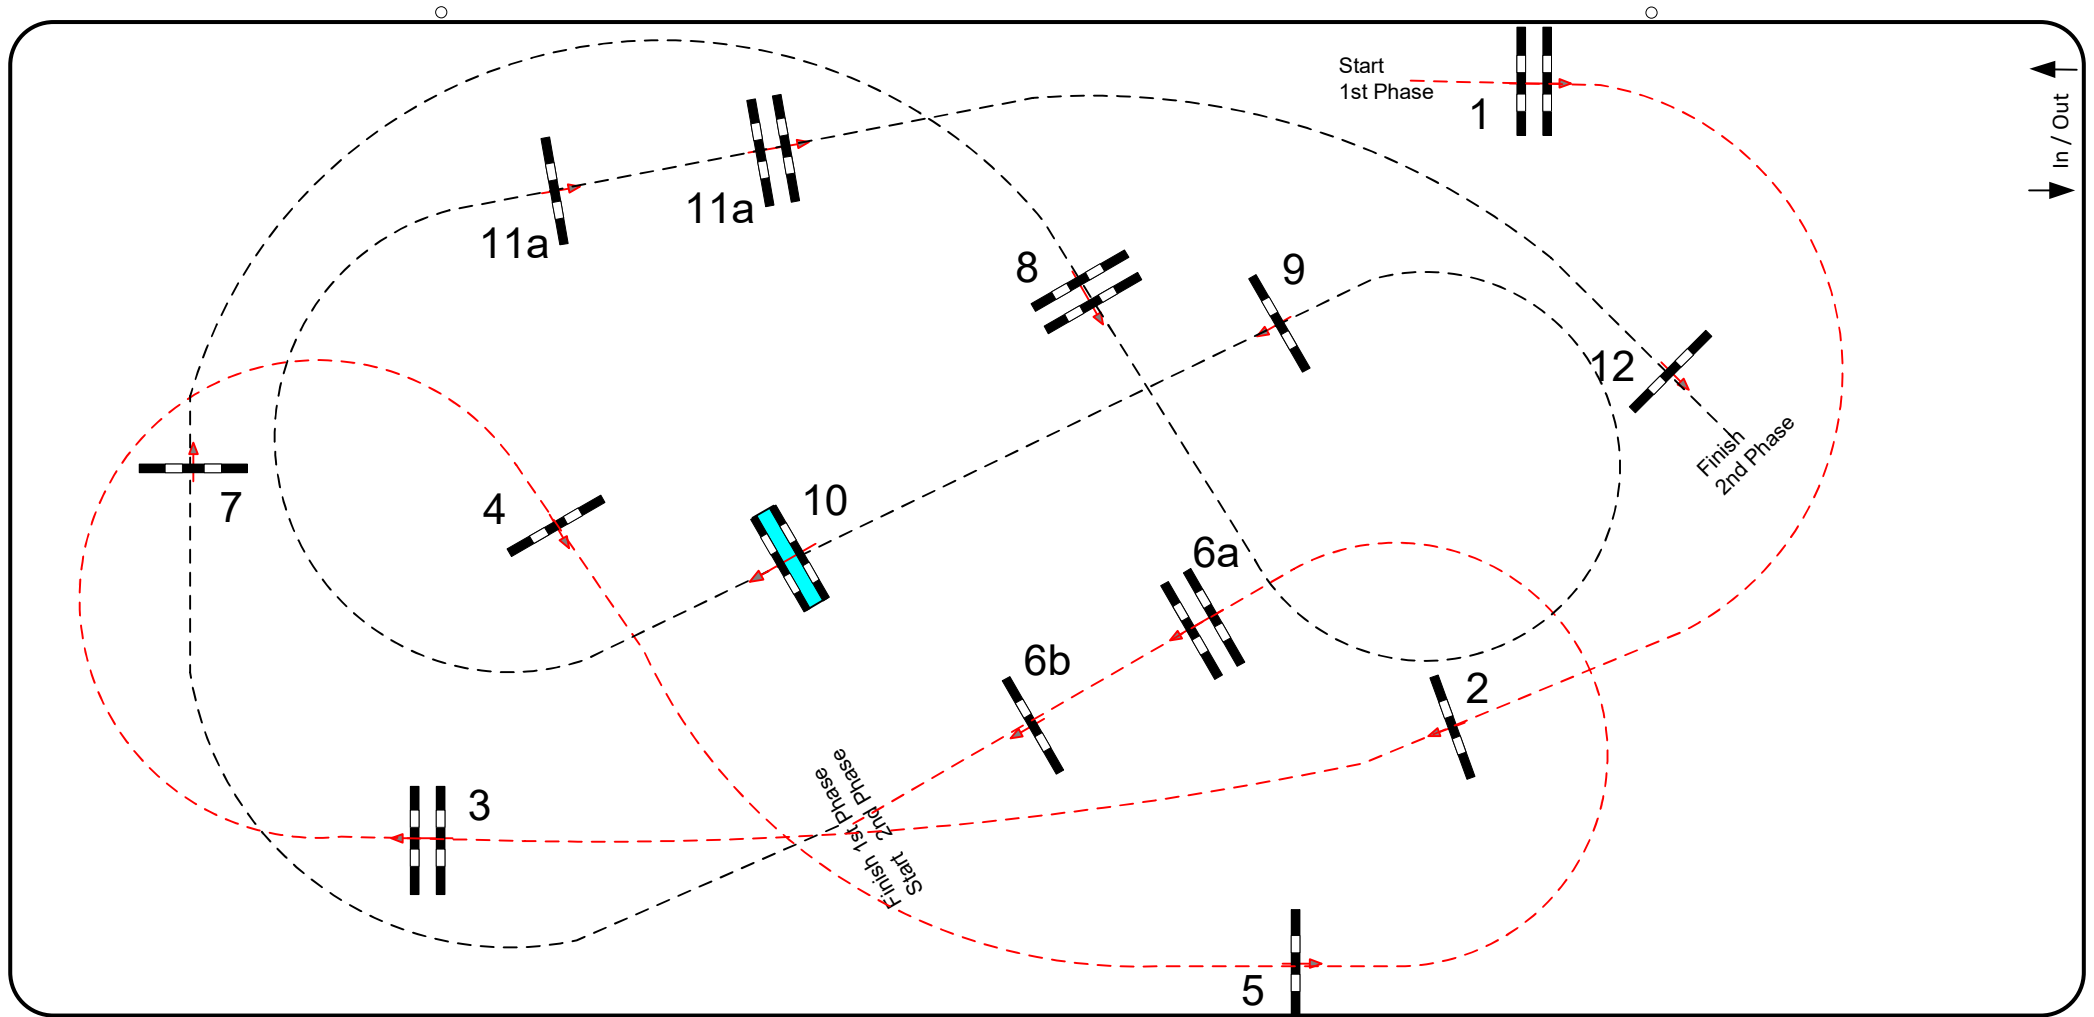 Start
1st Phase
1
In / Out
11a
11a
8
9
12
Finish
2nd Phase
7
4
10
6a
6b
2
3
Finish 1st Phase
Start 2nd Phase
5